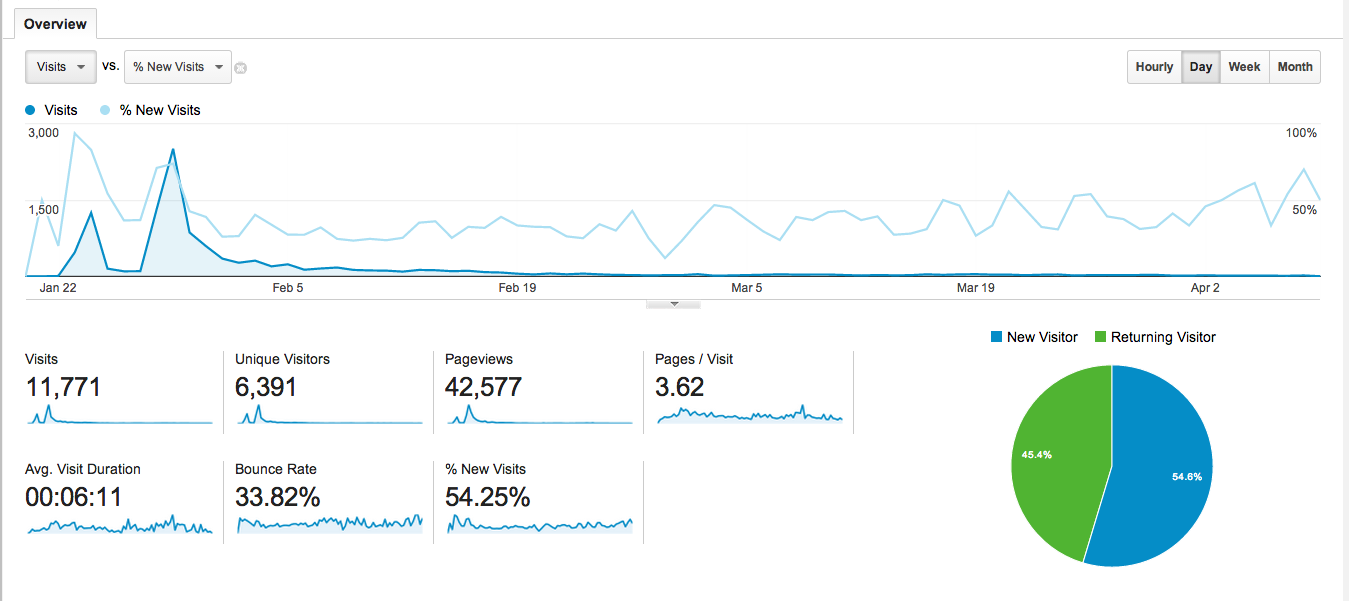 Overview
Visits vs. % New Visits Hourly Day Week Month
Visits % New Visits
3,000 100%
1,500 50%
Jan 22 Feb 5 Feb 19 Mar 5 Mar 19 Apr 2
New Visitor Returning Visitor
Visits Unique Visitors Pageviews Pages / Visit
11,771 6,391 42,577 3.62
45.4%
54.6%
Avg. Visit Duration Bounce Rate % New Visits
00:06:11 33.82% 54.25%